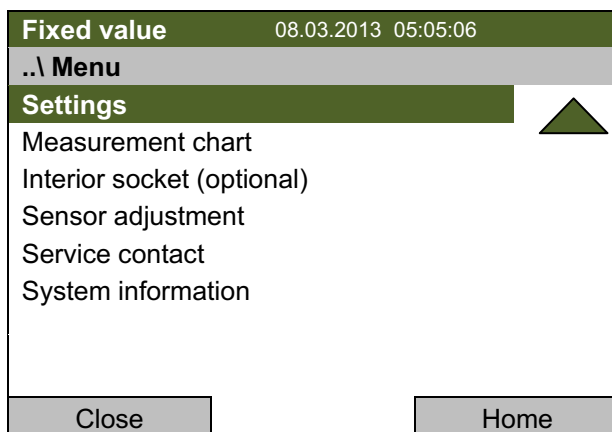 Fixed value 08.03.2013 05:05:06
..\ Menu
Settings
Measurement chart
Interior socket (optional)
Sensor adjustment
Service contact
System information
Close Home